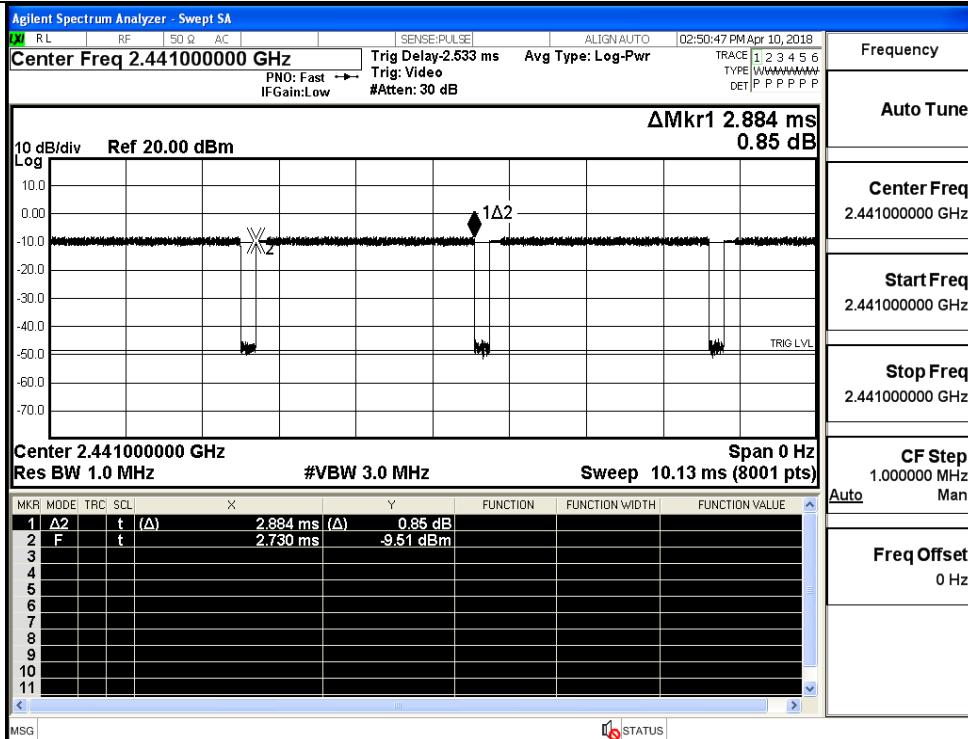 Agilent Spectrum Analyzer - Swept SA
LXI RL RF 50 Ω AC SENSE:PULSE ALIGN AUTO 02:50:47 PM Apr 10, 2018
Center Freq 2.441000000 GHz
PNO: Fast
IFGain:Low
Trig Delay-2.533 ms
Trig: Video
#Atten: 30 dB
Avg Type: Log-Pwr
TRACE 1 2 3 4 5 6
TYPE WWWWWW
DET P P P P P P
ΔMkr1 2.884 ms
0.85 dB
10 dB/div Ref 20.00 dBm
Log
10.0
0.00
-10.0
-20.0
-30.0
-40.0
-50.0
-60.0
-70.0
1Δ2
2
TRIG LVL
Center 2.441000000 GHz Span 0 Hz
Res BW 1.0 MHz #VBW 3.0 MHz Sweep 10.13 ms (8001 pts)
MKR MODE TRC SCL X Y FUNCTION FUNCTION WIDTH FUNCTION VALUE
1 Δ2 t (Δ) 2.884 ms (Δ) 0.85 dB
2 F t 2.730 ms -9.51 dBm
3
4
5
6
7
8
9
10
11
MSG STATUS
Frequency
Auto Tune
Center Freq
2.441000000 GHz
Start Freq
2.441000000 GHz
Stop Freq
2.441000000 GHz
CF Step
1.000000 MHz
Auto Man
Freq Offset
0 Hz